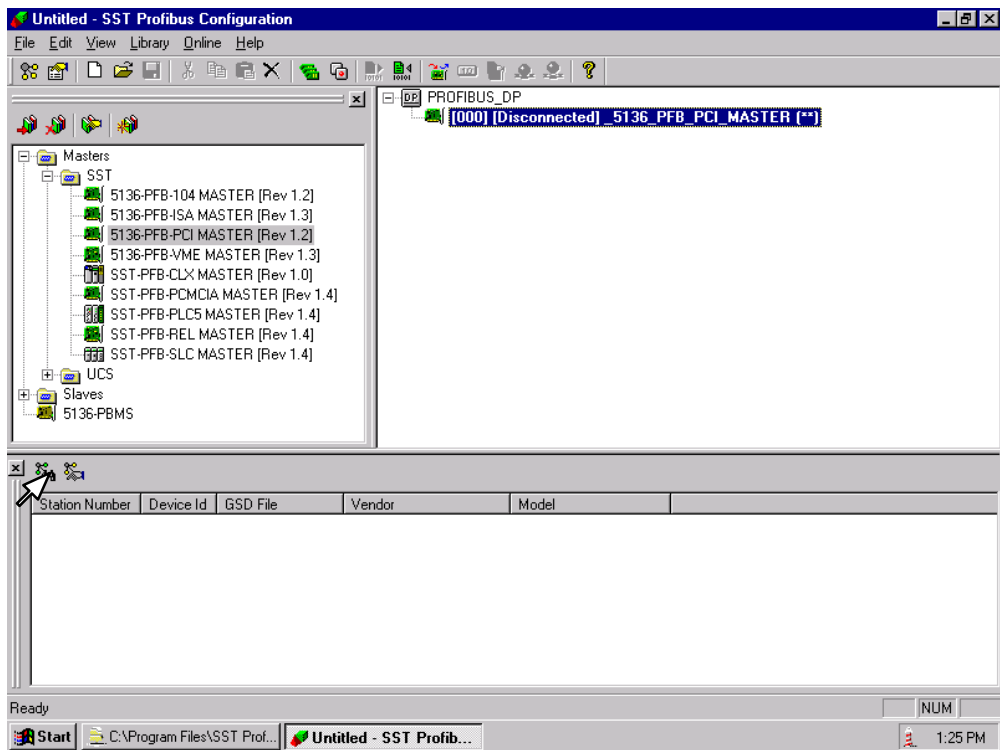 Untitled - SST Profibus Configuration
File Edit View Library Online Help
PROFIBUS_DP
[000] [Disconnected] _5136_PFB_PCI_MASTER (**)
Masters
SST
5136-PFB-104 MASTER [Rev 1.2]
5136-PFB-ISA MASTER [Rev 1.3]
5136-PFB-PCI MASTER [Rev 1.2]
5136-PFB-VME MASTER [Rev 1.3]
SST-PFB-CLX MASTER [Rev 1.0]
SST-PFB-PCMCIA MASTER [Rev 1.4]
SST-PFB-PLC5 MASTER [Rev 1.4]
SST-PFB-REL MASTER [Rev 1.4]
SST-PFB-SLC MASTER [Rev 1.4]
UCS
Slaves
5136-PBMS
Station Number Device Id GSD File Vendor Model
Ready NUM
Start C:\Program Files\SST Prof... Untitled - SST Profib... 1:25 PM